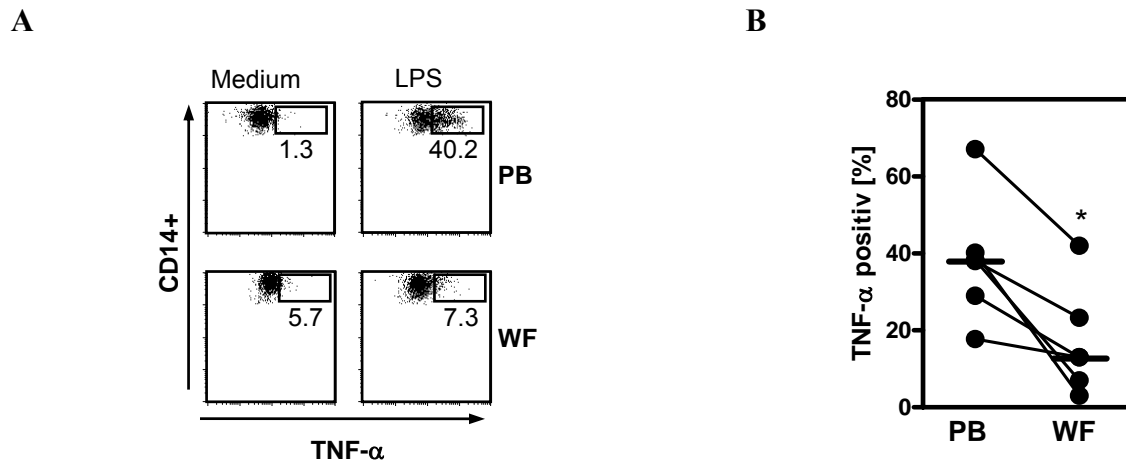 A
B
Medium LPS
1.3 40.2
PB
5.7 7.3
WF
CD14+
TNF-α
80
60
40
20
0
TNF-α positiv [%]
*
PB WF